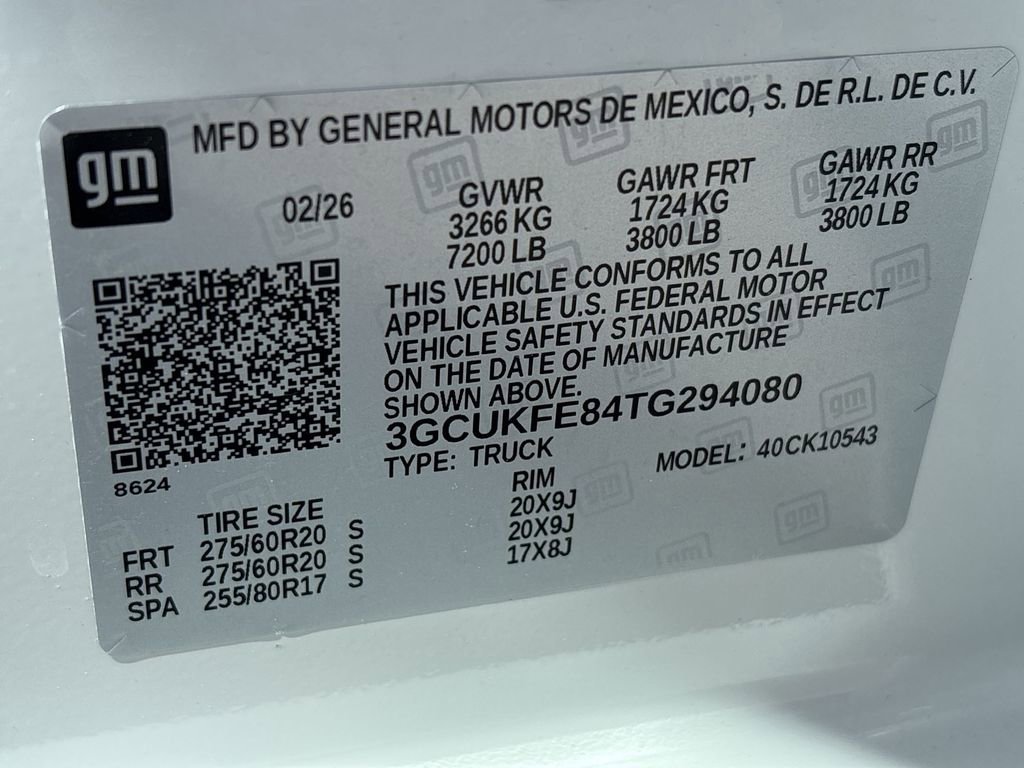 gm
MFD BY GENERAL MOTORS DE MEXICO, S. DE R.L. DE C.V.
02/26
GVWR
3266 KG
7200 LB
GAWR FRT
1724 KG
3800 LB
GAWR RR
1724 KG
3800 LB
THIS VEHICLE CONFORMS TO ALL
APPLICABLE U.S. FEDERAL MOTOR
VEHICLE SAFETY STANDARDS IN EFFECT
ON THE DATE OF MANUFACTURE
SHOWN ABOVE.
3GCUKFE84TG294080
TYPE: TRUCK
MODEL: 40CK10543
8624
TIRE SIZE RIM
FRT 275/60R20 S 20X9J
RR 275/60R20 S 20X9J
SPA 255/80R17 S 17X8J